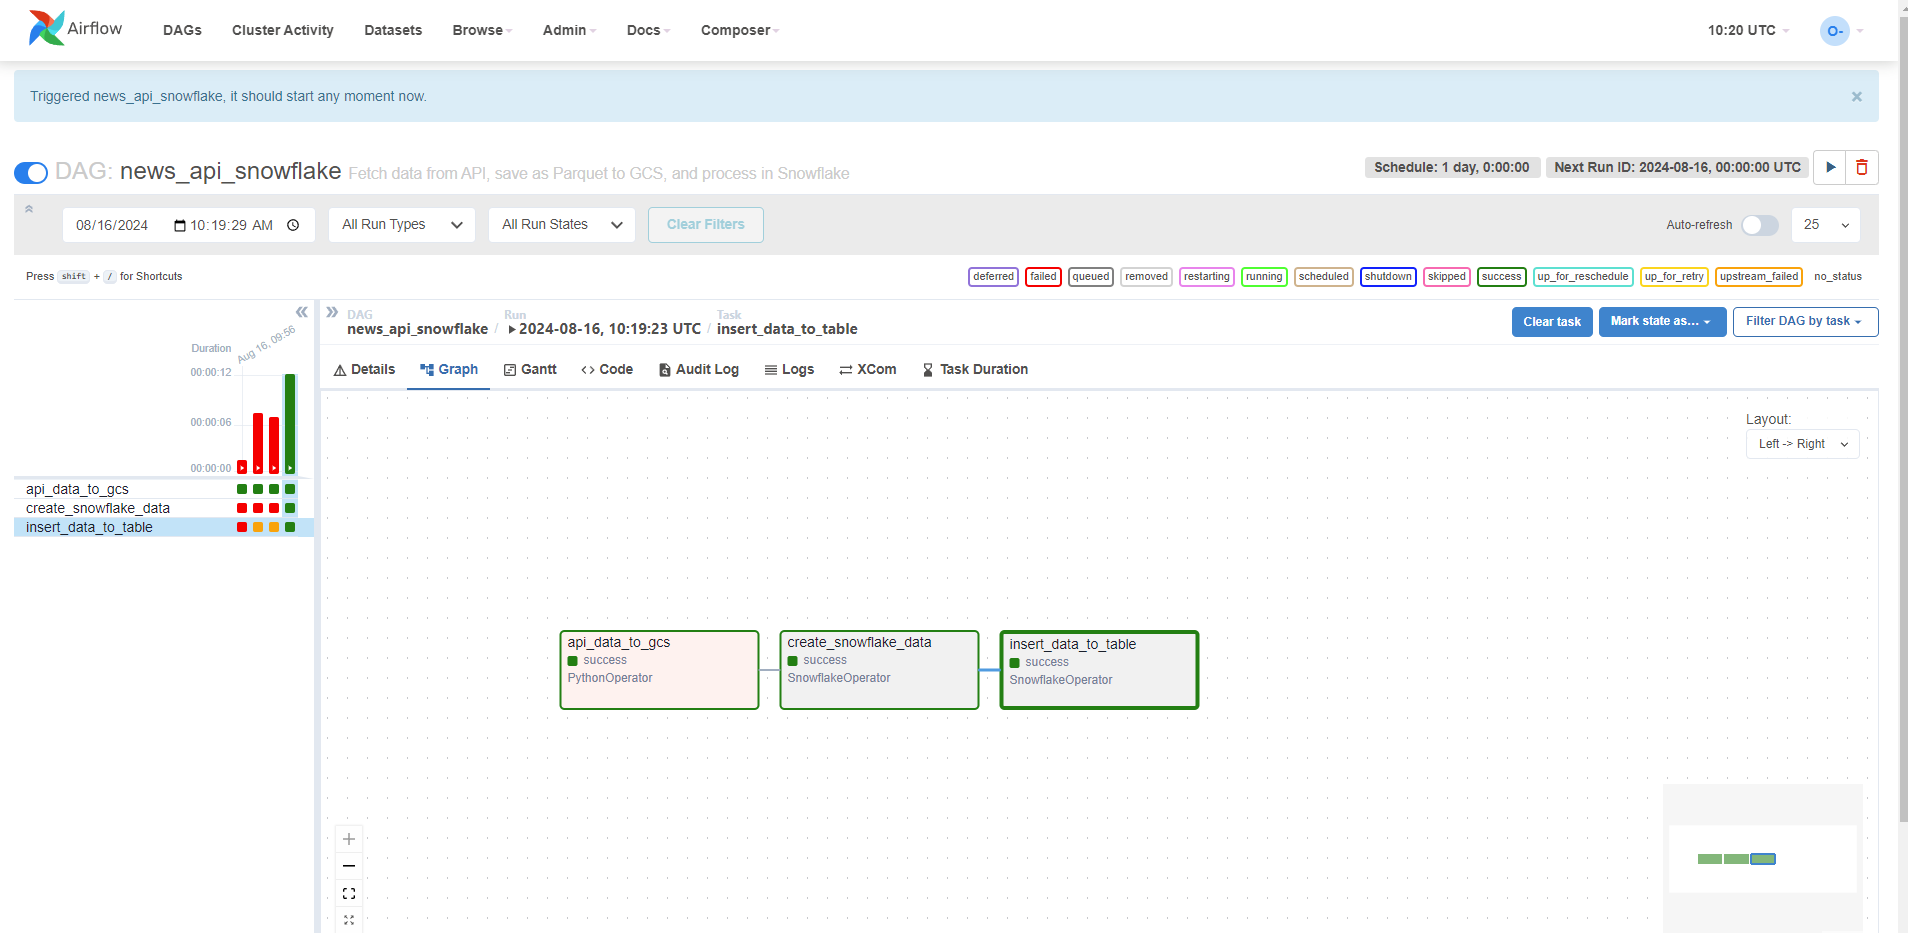 Airflow DAGs Cluster Activity Datasets Browse Admin Docs Composer 10:20 UTC O-
Triggered news_api_snowflake, it should start any moment now. ×
DAG: news_api_snowflake Fetch data from API, save as Parquet to GCS, and process in Snowflake Schedule: 1 day, 0:00:00 Next Run ID: 2024-08-16, 00:00:00 UTC
08/16/2024 10:19:29 AM All Run Types All Run States Clear Filters Auto-refresh 25
Press shift + / for Shortcuts deferred failed queued removed restarting running scheduled shutdown skipped success up_for_reschedule up_for_retry upstream_failed no_status
DAG Run Task
news_api_snowflake / 2024-08-16, 10:19:23 UTC / insert_data_to_table Clear task Mark state as... Filter DAG by task
Aug 16, 09:56
Duration
00:00:12
00:00:06
00:00:00
api_data_to_gcs
create_snowflake_data
insert_data_to_table
Details Graph Gantt Code Audit Log Logs XCom Task Duration
Layout:
Left -> Right
api_data_to_gcs
success
PythonOperator
create_snowflake_data
success
SnowflakeOperator
insert_data_to_table
success
SnowflakeOperator